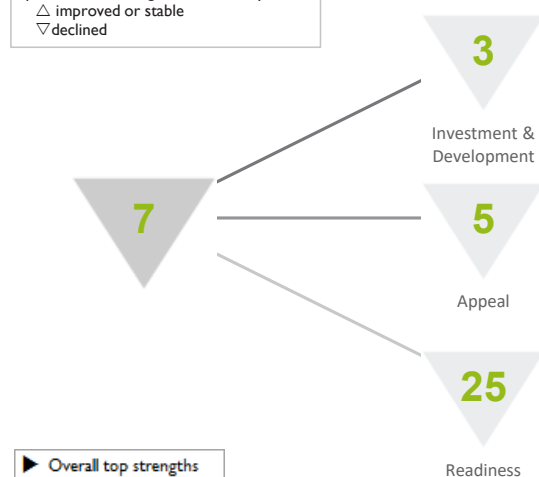 △ improved or stable
▽ declined
3
Investment &
Development
7
5
Appeal
25
▶ Overall top strengths
Readiness